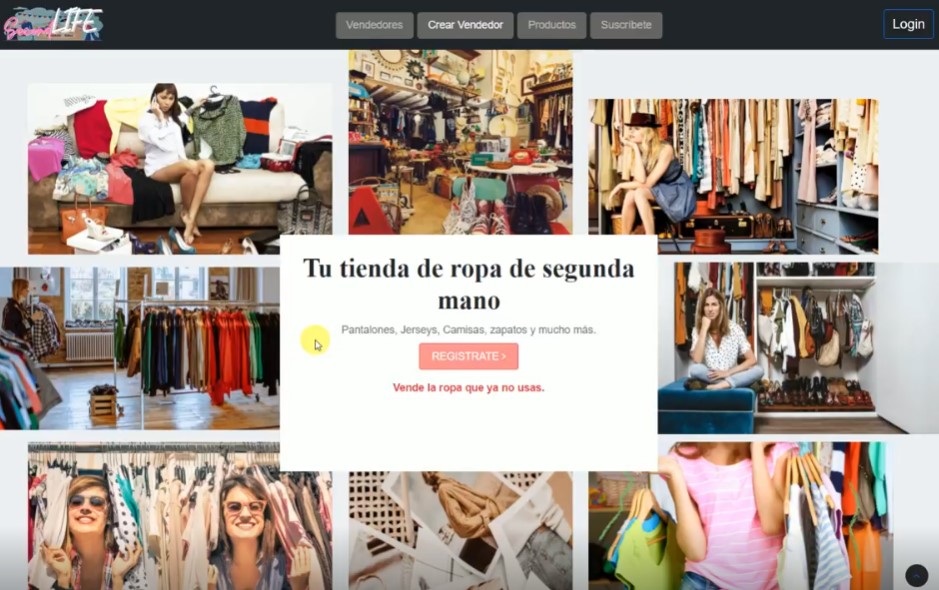 Second LIFE
Vendedores
Crear Vendedor
Productos
Suscríbete
Login
Tu tienda de ropa de segunda
mano
Pantalones, Jerseys, Camisas, zapatos y mucho más.
REGISTRATE >
Vende la ropa que ya no usas.
A